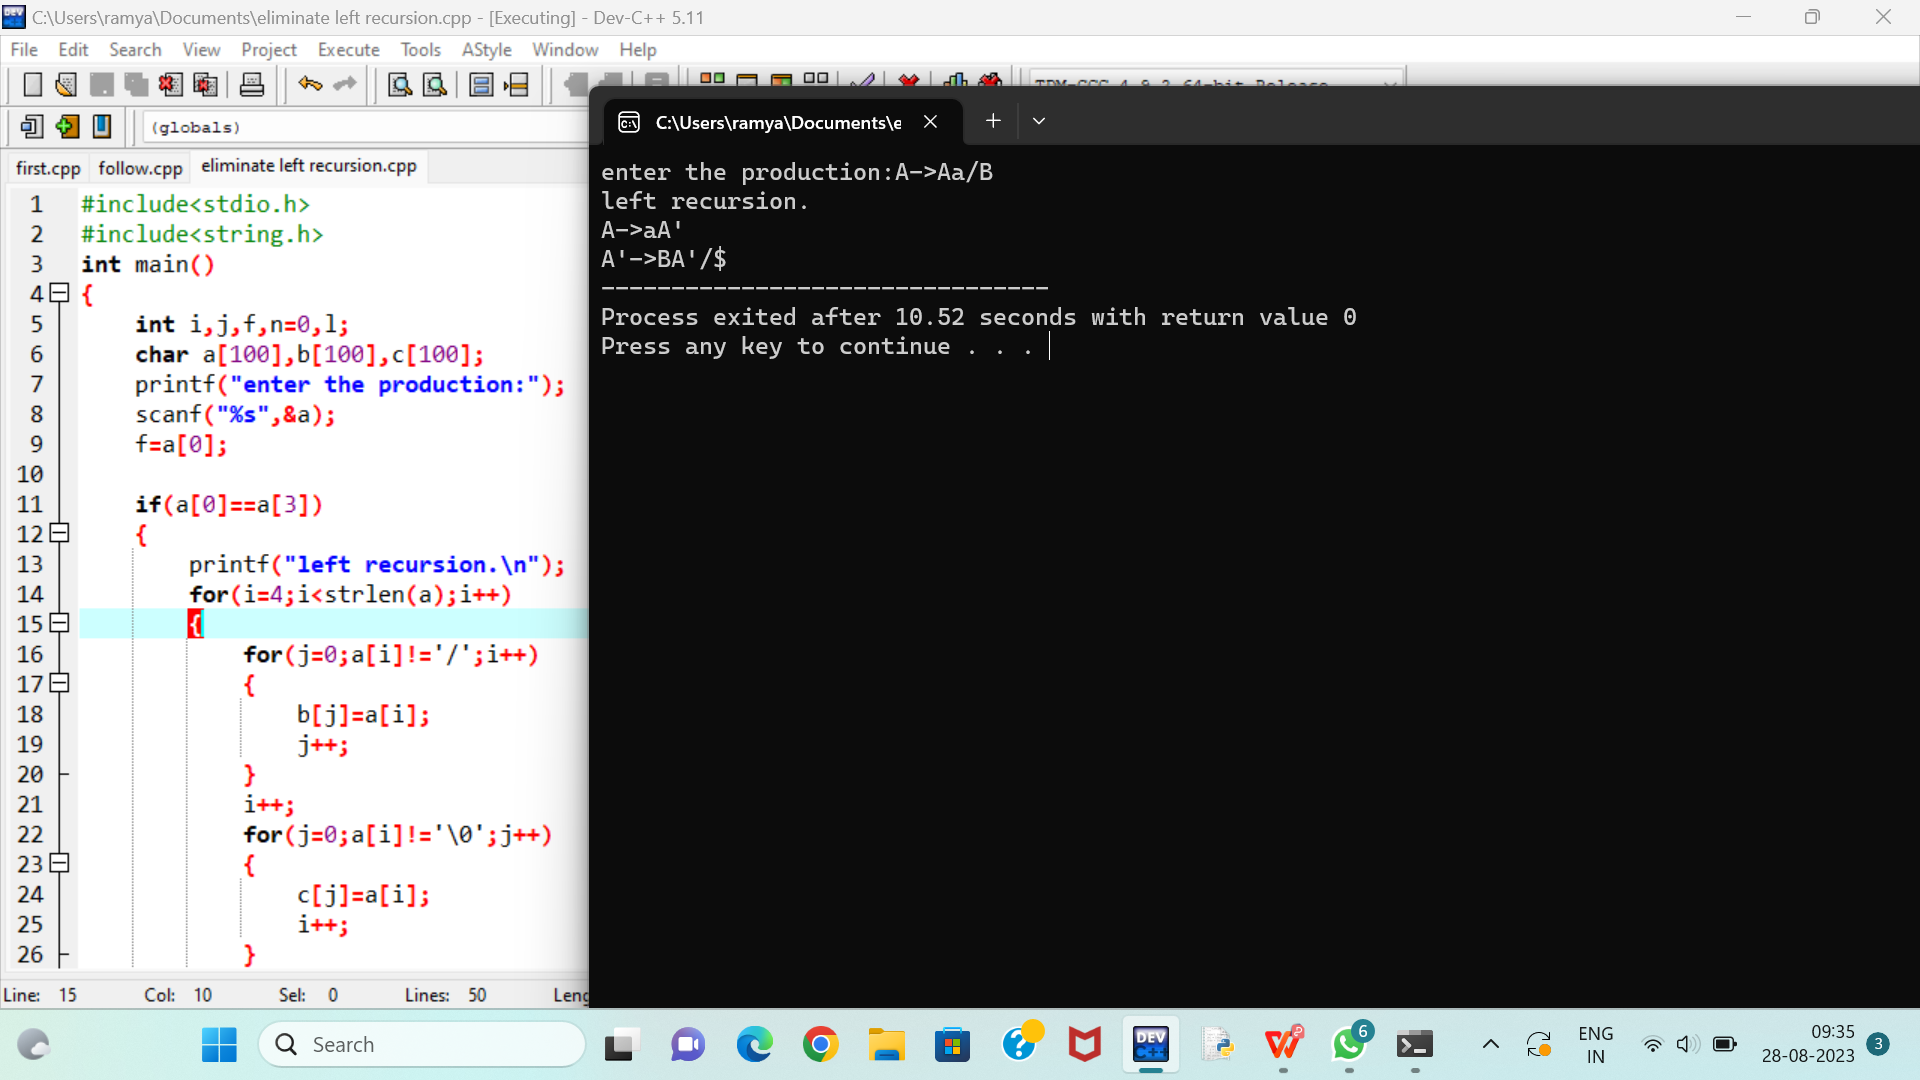 C:\Users\ramya\Documents\eliminate left recursion.cpp - [Executing] - Dev-C++ 5.11
File Edit Search View Project Execute Tools AStyle Window Help
TDM-GCC 4.9.2 64-bit Release
(globals)
first.cpp follow.cpp eliminate left recursion.cpp
1 #include<stdio.h>
2 #include<string.h>
3 int main()
4 {
5 int i,j,f,n=0,l;
6 char a[100],b[100],c[100];
7 printf("enter the production:");
8 scanf("%s",&a);
9 f=a[0];
10
11 if(a[0]==a[3])
12 {
13 printf("left recursion.\n");
14 for(i=4;i<strlen(a);i++)
15 {
16 for(j=0;a[i]!='/';i++)
17 {
18 b[j]=a[i];
19 j++;
20 }
21 i++;
22 for(j=0;a[i]!='\0';j++)
23 {
24 c[j]=a[i];
25 i++;
26 }
Line: 15 Col: 10 Sel: 0 Lines: 50 Leng
C:\Users\ramya\Documents\e
enter the production:A->Aa/B
left recursion.
A->aA'
A'->BA'/$
--------------------------------
Process exited after 10.52 seconds with return value 0
Press any key to continue . . .
Search
DEV C++
6
ENG
IN
09:35
28-08-2023
3